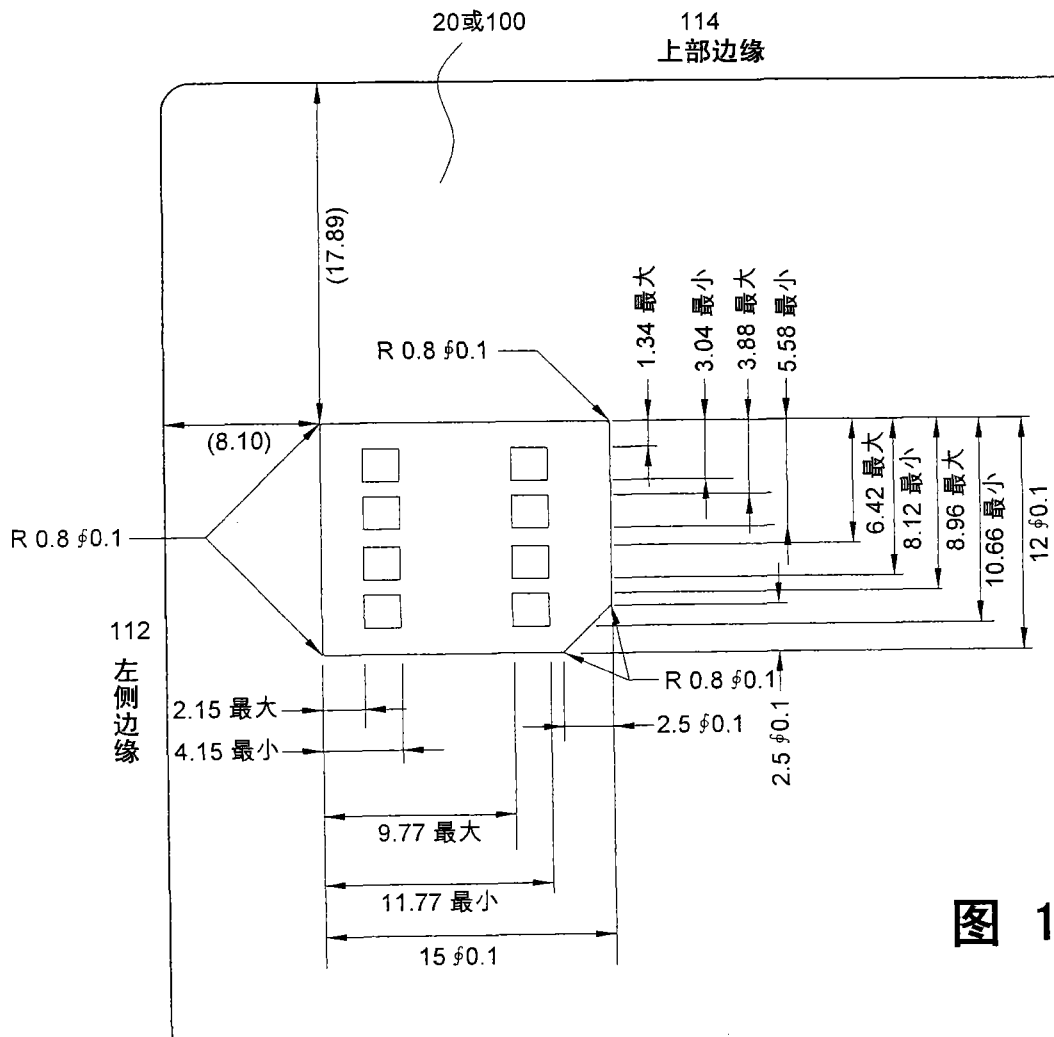 20或100
114
上部边缘
(17.89)
1.34 最大
3.04 最小
3.88 最大
5.58 最小
R 0.8 ∮0.1
(8.10)
6.42 最大
8.12 最小
8.96 最大
10.66 最小
12 ∮0.1
R 0.8 ∮0.1
112
左侧边缘
R 0.8 ∮0.1
2.15 最大
2.5 ∮0.1
2.5 ∮0.1
4.15 最小
9.77 最大
11.77 最小
15 ∮0.1
图 1